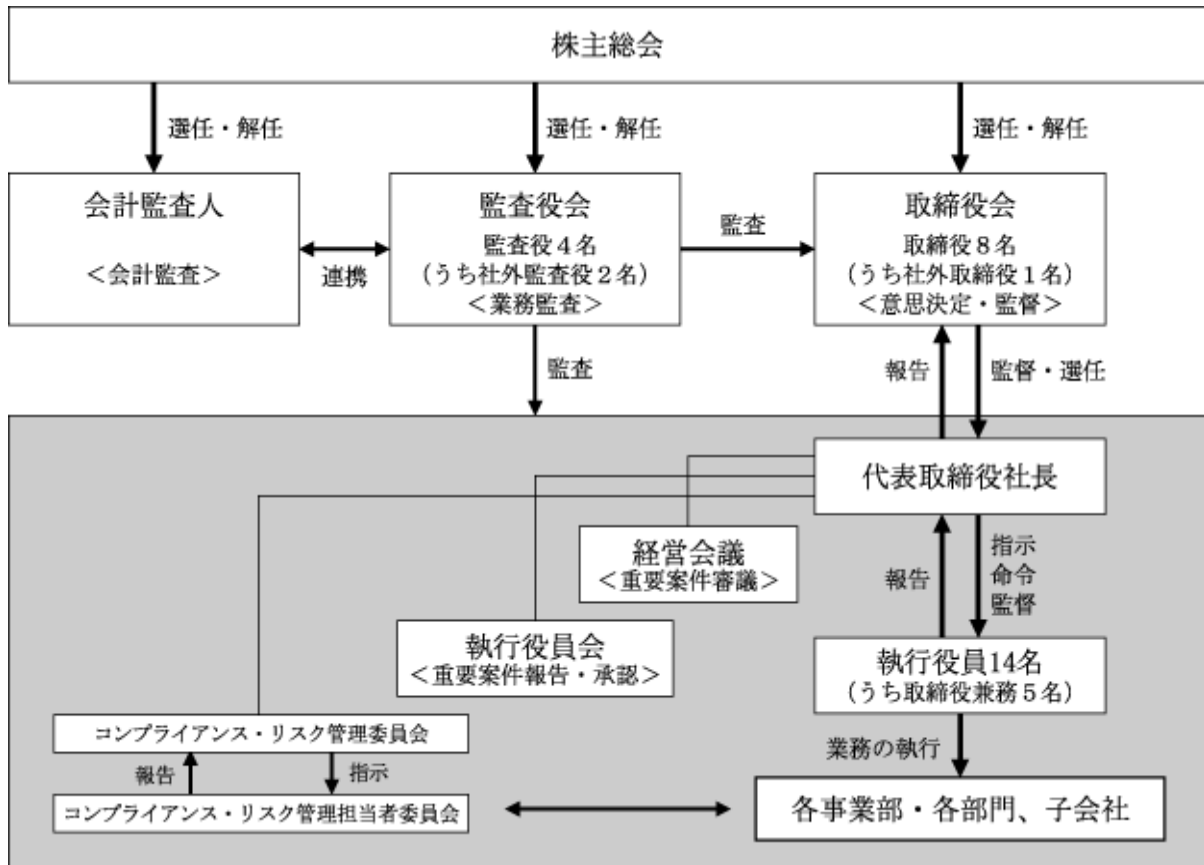 株主総会
選任・解任
選任・解任
選任・解任
会計監査人
<会計監査>
連携
監査役会
監査役4名
(うち社外監査役2名)
<業務監査>
監査
取締役会
取締役8名
(うち社外取締役1名)
<意思決定・監督>
監査
報告
監督・選任
代表取締役社長
経営会議
<重要案件審議>
報告
指示
命令
監督
執行役員会
<重要案件報告・承認>
執行役員14名
(うち取締役兼務5名)
コンプライアンス・リスク管理委員会
業務の執行
報告
指示
コンプライアンス・リスク管理担当者委員会
各事業部・各部門、子会社